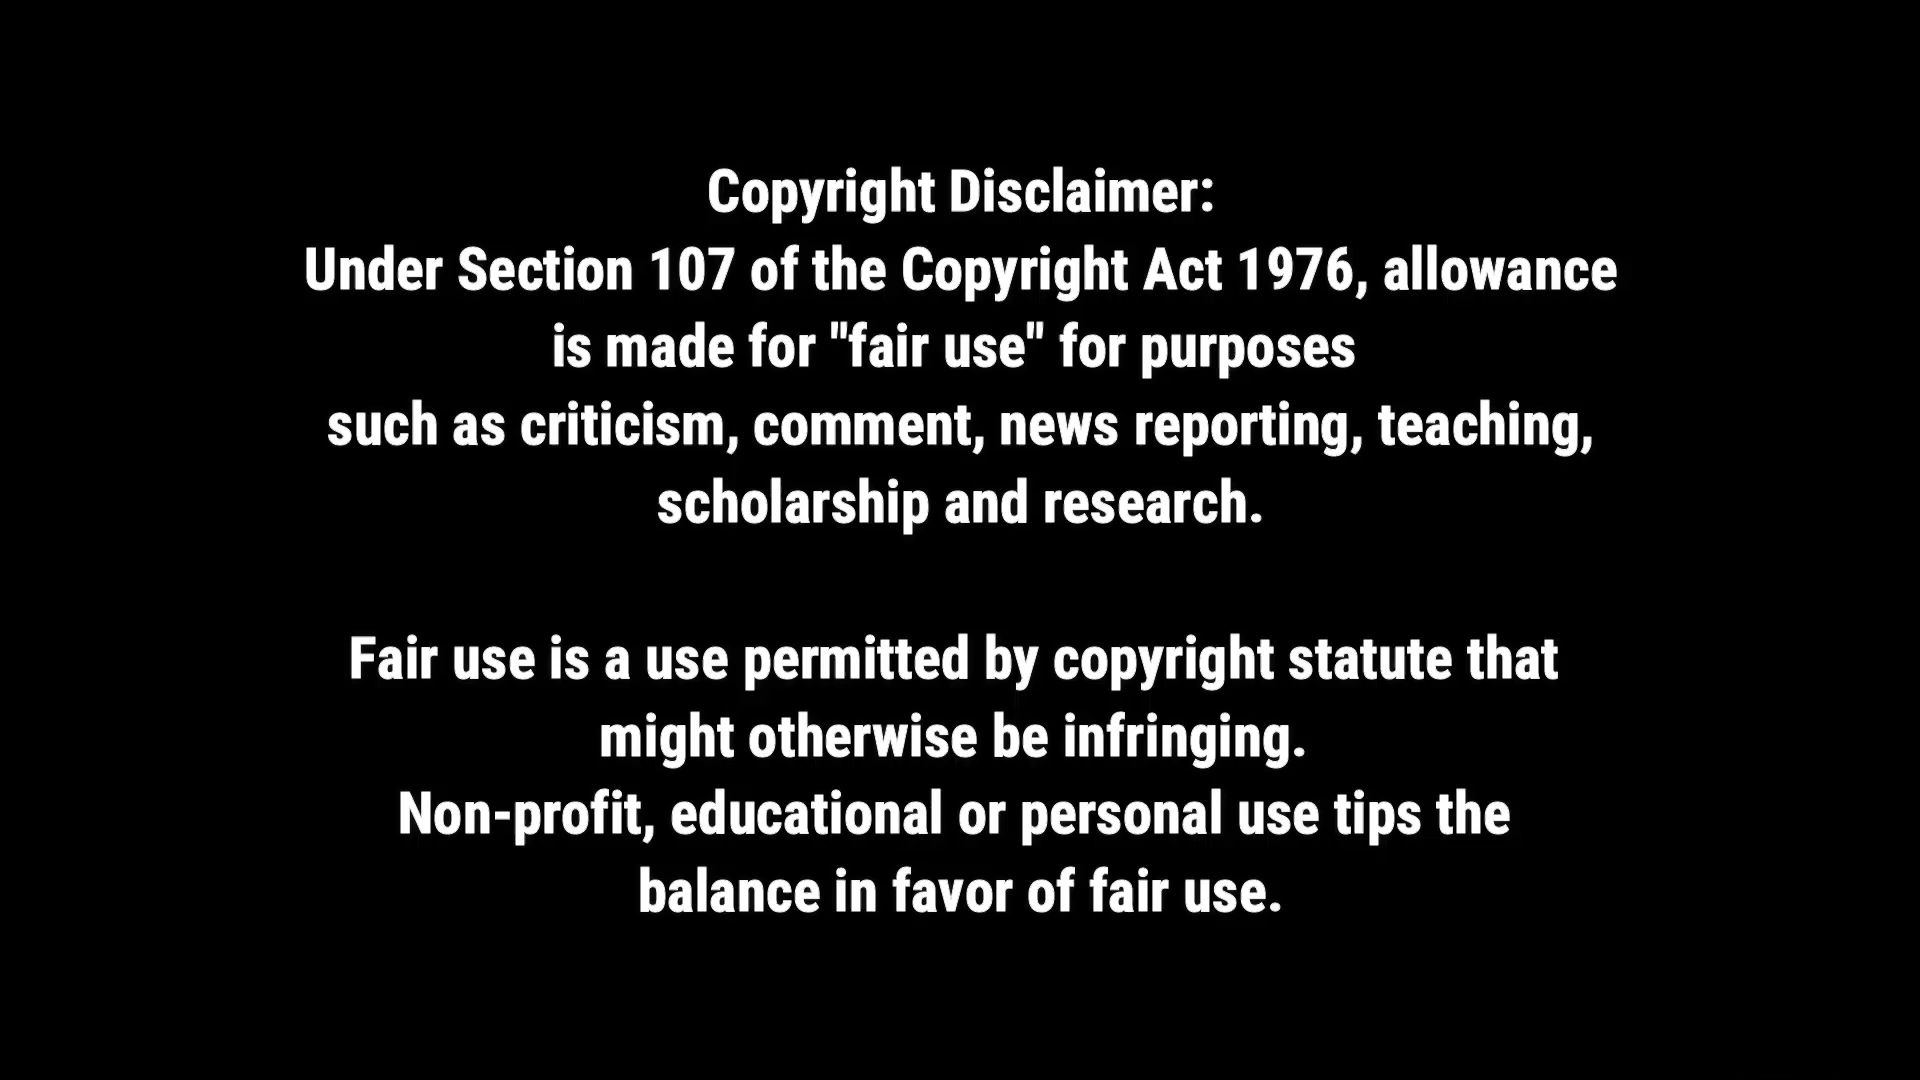 Copyright Disclaimer:
Under Section 107 of the Copyright Act 1976, allowance
is made for "fair use" for purposes
such as criticism, comment, news reporting, teaching,
scholarship and research.
Fair use is a use permitted by copyright statute that
might otherwise be infringing.
Non-profit, educational or personal use tips the
balance in favor of fair use.